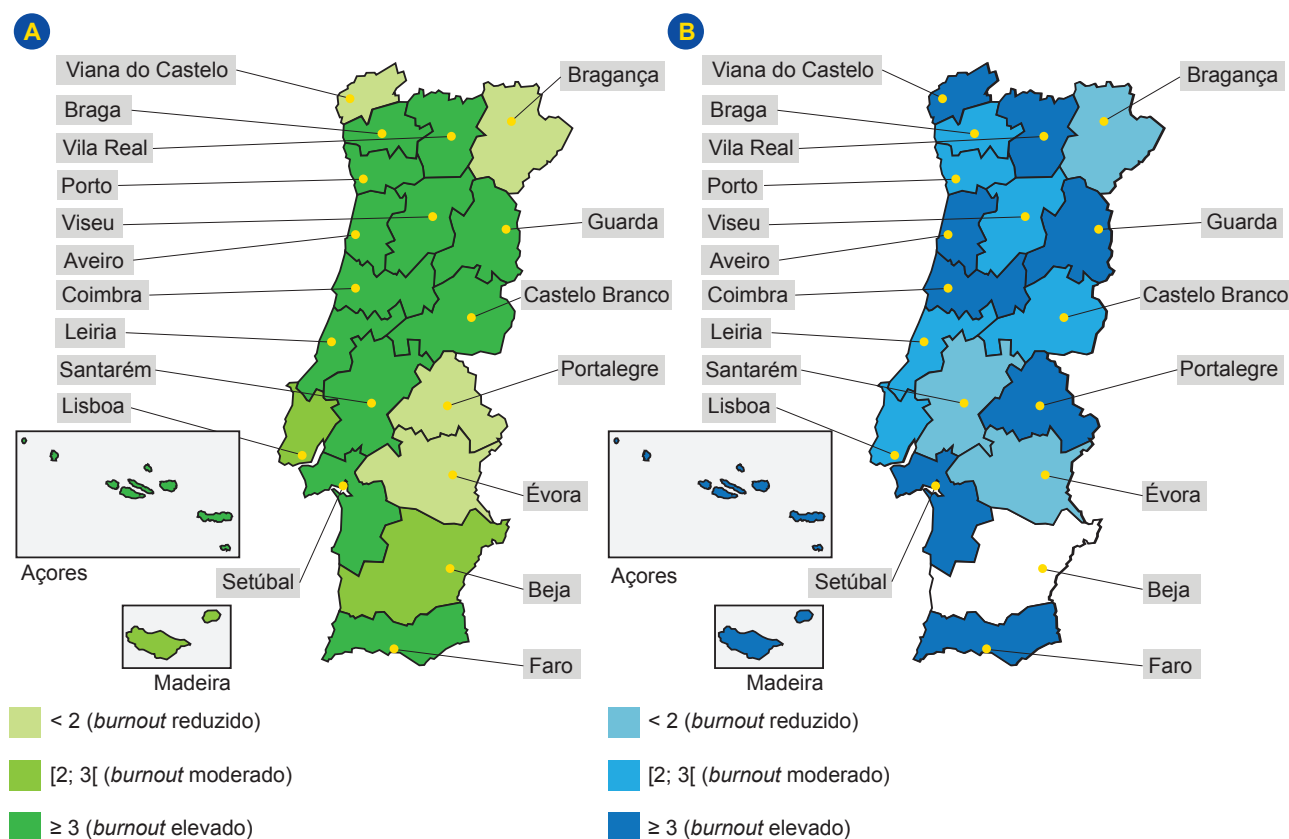 A
Viana do Castelo
Bragança
Braga
Vila Real
Porto
Viseu
Guarda
Aveiro
Coimbra
Castelo Branco
Leiria
Santarém
Portalegre
Lisboa
Évora
Açores
Setúbal
Beja
Madeira
Faro
< 2 (burnout reduzido)
[2; 3[ (burnout moderado)
≥ 3 (burnout elevado)
B
Viana do Castelo
Bragança
Braga
Vila Real
Porto
Viseu
Guarda
Aveiro
Coimbra
Castelo Branco
Leiria
Santarém
Portalegre
Lisboa
Évora
Açores
Setúbal
Beja
Madeira
Faro
< 2 (burnout reduzido)
[2; 3[ (burnout moderado)
≥ 3 (burnout elevado)